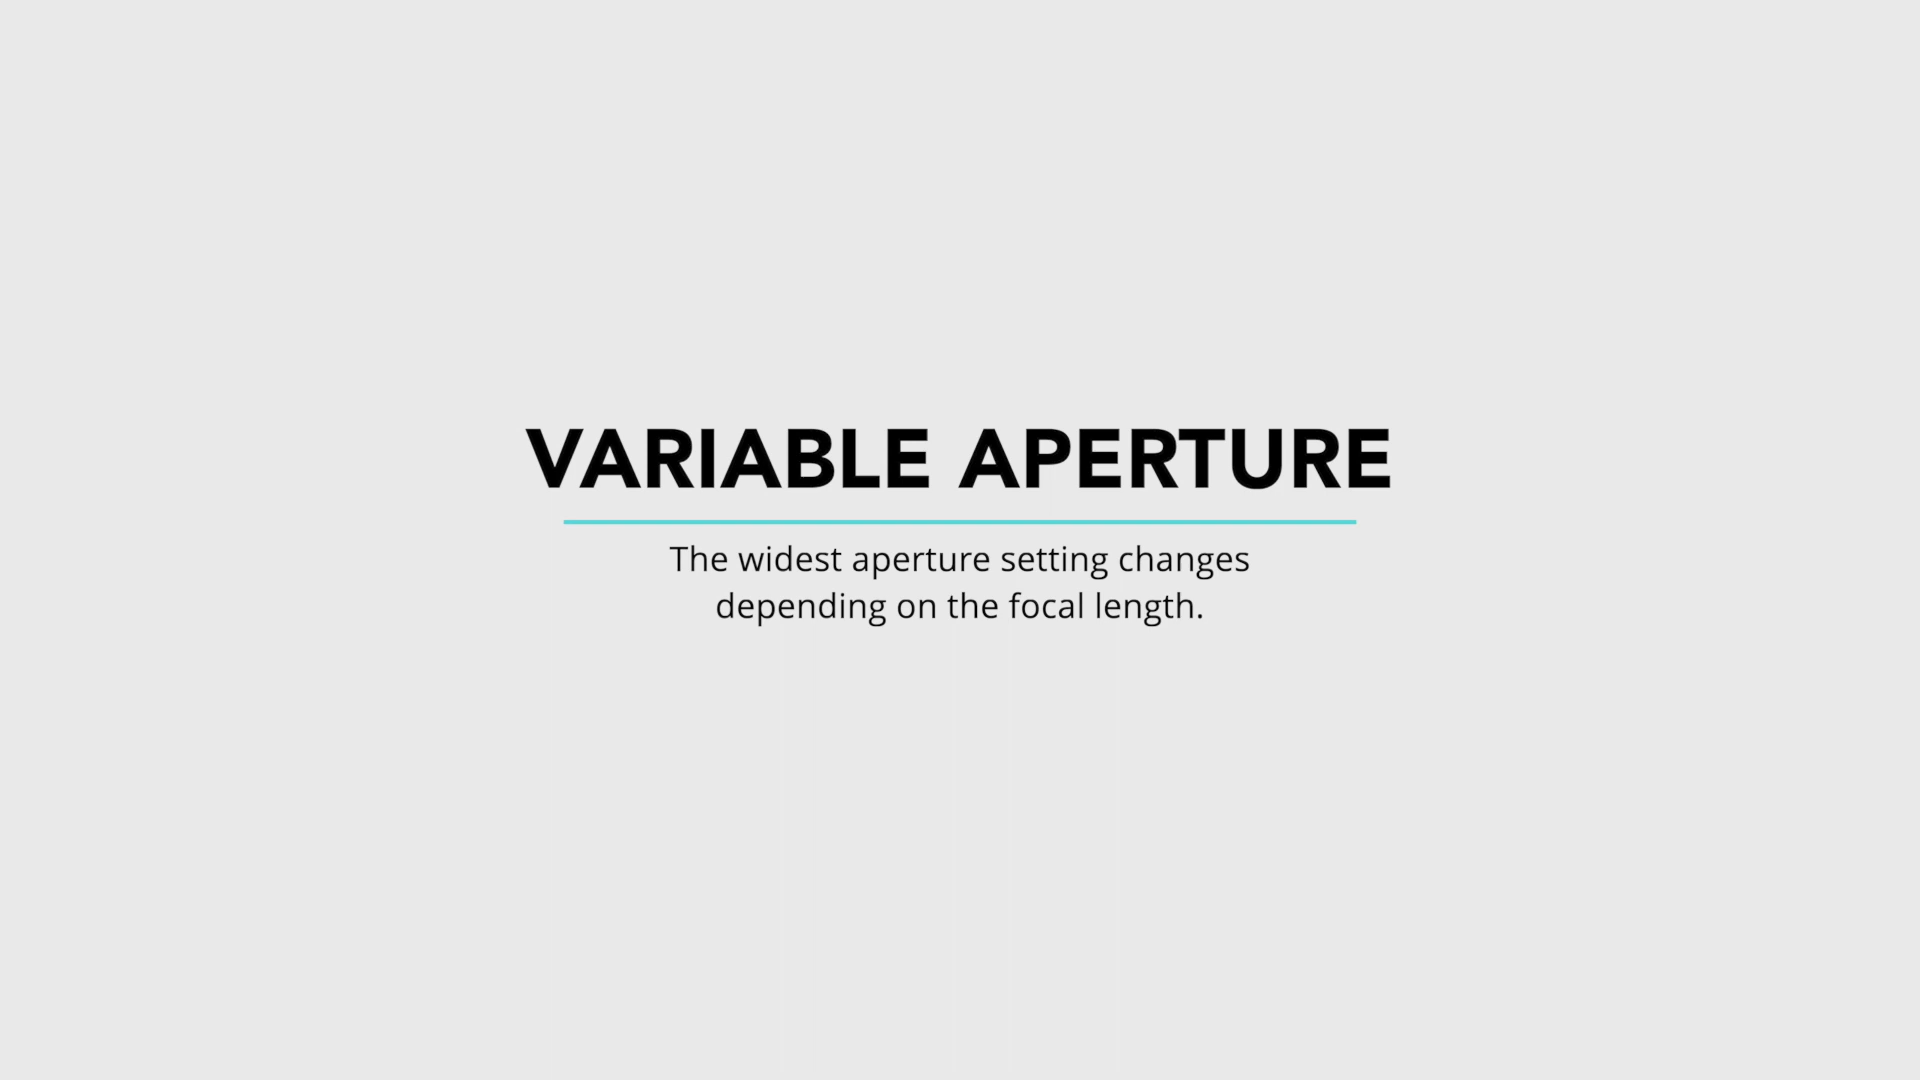 VARIABLE APERTURE
The widest aperture setting changes
depending on the focal length.